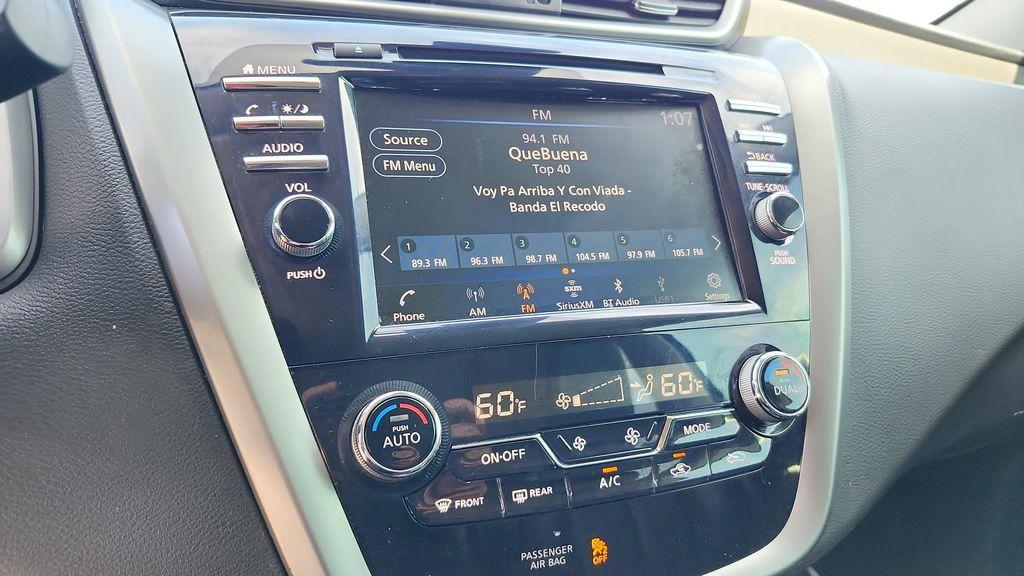 MENU
AUDIO
VOL
PUSH
FM
1:07
Source
FM Menu
94.1 FM
QueBuena
Top 40
Voy Pa Arriba Y Con Viada -
Banda El Recodo
1 2 3 4 5 6
89.3 FM 96.3 FM 98.7 FM 104.5 FM 97.9 FM 105.7 FM
Phone AM FM sxm SiriusXM BT Audio USB1 Settings
BACK
TUNE·SCROLL
PUSH
SOUND
60°F 60°F
PUSH
AUTO
DUAL
ON·OFF
MODE
FRONT
REAR
A/C
PASSENGER
AIR BAG
2
OFF